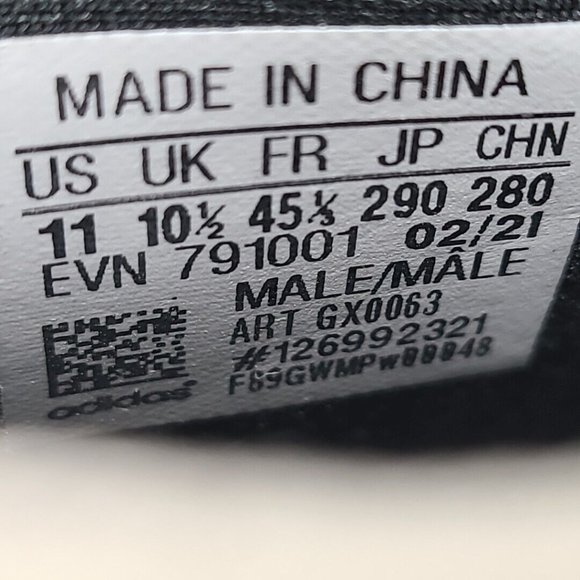 MADE IN CHINA
US UK FR JP CHN
11 10½ 45⅓ 290 280
EVN 791001 02/21
MALE/MÂLE
ART GX0063
#126992321
adidas